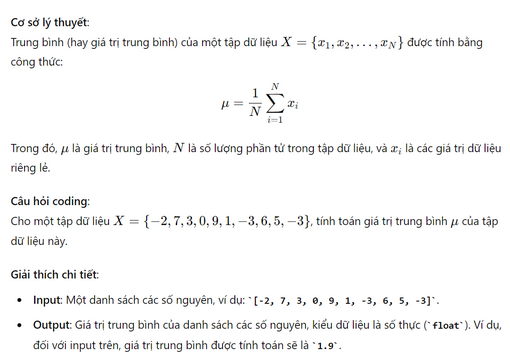 Cơ sở lý thuyết:
Trung bình (hay giá trị trung bình) của một tập dữ liệu X = {x₁, x₂, . . . , x_N} được tính bằng
công thức:
μ = \frac{1}{N} \sum_{i=1}^{N} x_i
Trong đó, μ là giá trị trung bình, N là số lượng phần tử trong tập dữ liệu, và x_i là các giá trị dữ liệu
riêng lẻ.
Câu hỏi coding:
Cho một tập dữ liệu X = {−2, 7, 3, 0, 9, 1, −3, 6, 5, −3}, tính toán giá trị trung bình μ của tập
dữ liệu này.
Giải thích chi tiết:
• Input: Một danh sách các số nguyên, ví dụ: `[-2, 7, 3, 0, 9, 1, -3, 6, 5, -3]`.
• Output: Giá trị trung bình của danh sách các số nguyên, kiểu dữ liệu là số thực (`float`). Ví dụ,
đối với input trên, giá trị trung bình được tính toán sẽ là `1.9`.